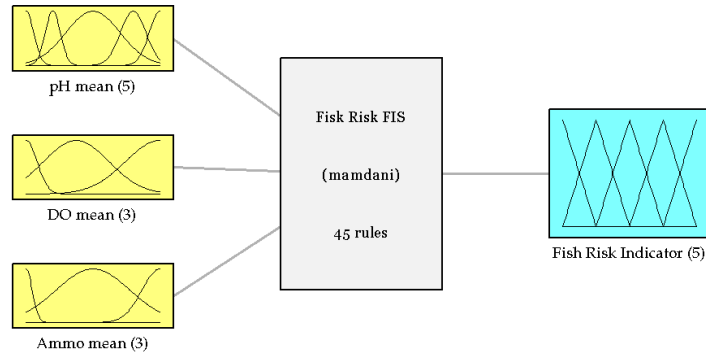 pH mean (5)
DO mean (3)
Ammo mean (3)
Fisk Risk FIS
(mamdani)
45 rules
Fish Risk Indicator (5)